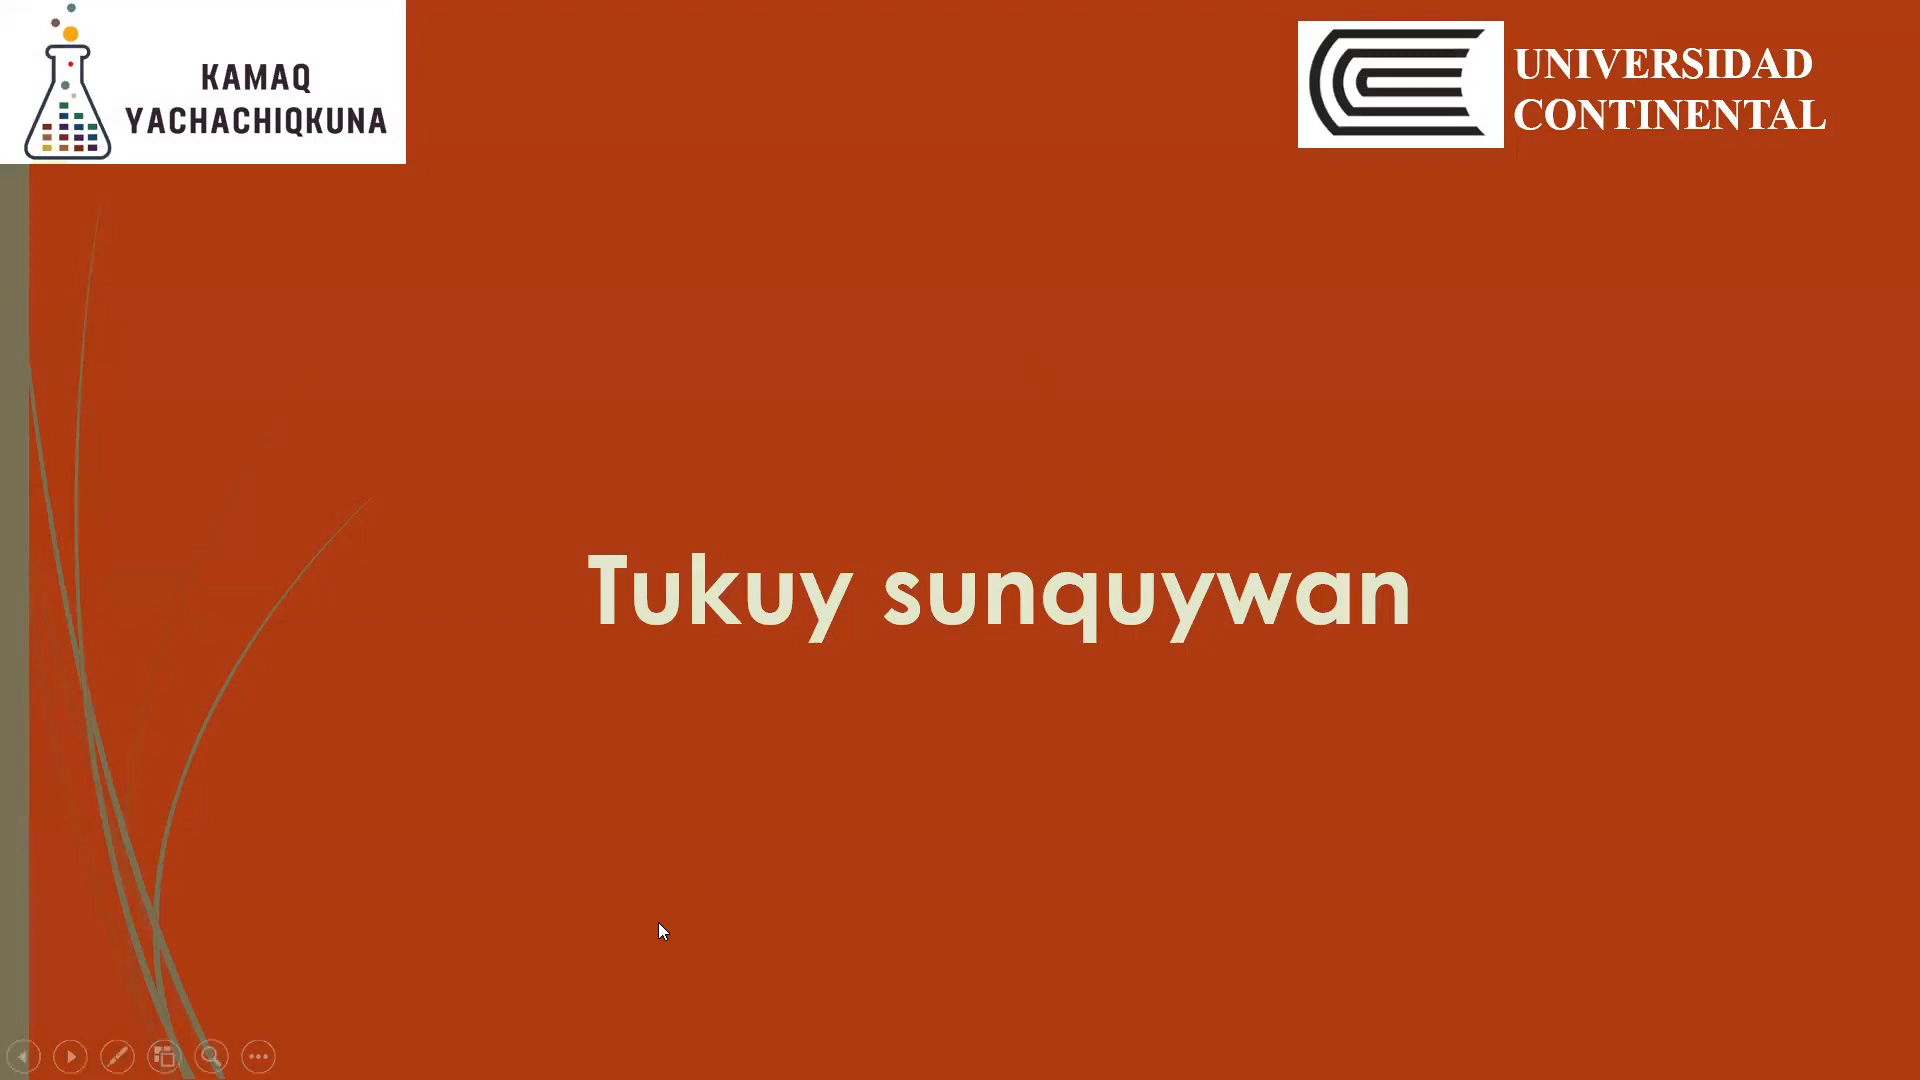 KAMAQ
YACHACHIQKUNA
UNIVERSIDAD
CONTINENTAL
Tukuy sunquywan